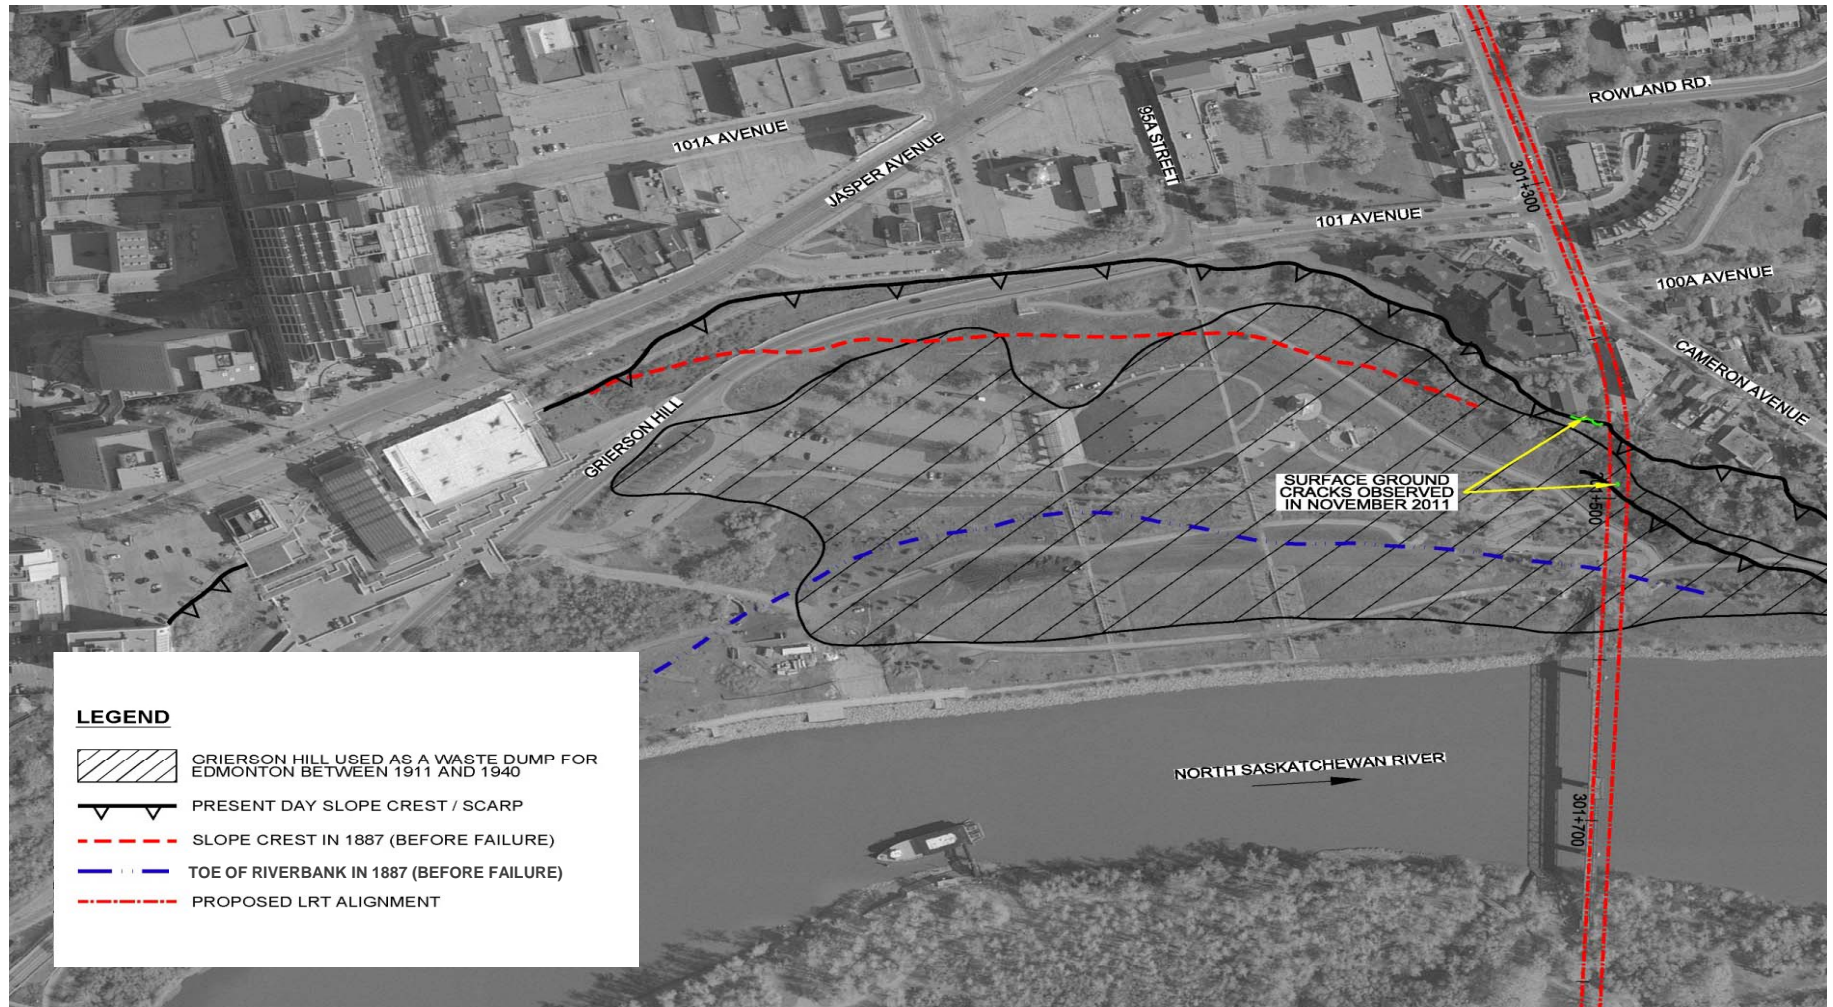 ROWLAND RD.
101A AVENUE
95A STREET
JASPER AVENUE
301+300
101 AVENUE
100A AVENUE
CAMERON AVENUE
GRIERSON HILL
SURFACE GROUND
CRACKS OBSERVED
IN NOVEMBER 2011
NORTH SASKATCHEWAN RIVER
301+700
LEGEND
GRIERSON HILL USED AS A WASTE DUMP FOR
EDMONTON BETWEEN 1911 AND 1940
PRESENT DAY SLOPE CREST / SCARP
SLOPE CREST IN 1887 (BEFORE FAILURE)
TOE OF RIVERBANK IN 1887 (BEFORE FAILURE)
PROPOSED LRT ALIGNMENT